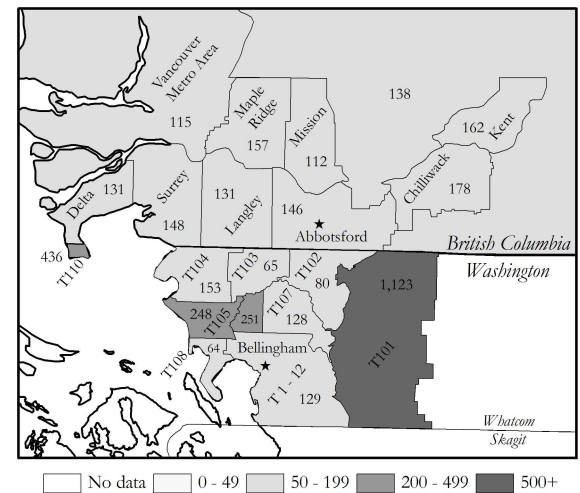 Vancouver
Metro Area
115
Maple
Ridge
157
Mission
112
138
162
Kent
Delta
131
Surrey
148
131
Langley
146
Abbotsford
Chilliwack
178
British Columbia
Washington
436
T110
T104
153
T103
65
T102
80
1,123
T101
248
T105
251
T107
128
T108
64
Bellingham
T 1 - 12
129
Whatcom
Skagit
No data 0 - 49 50 - 199 200 - 499 500+